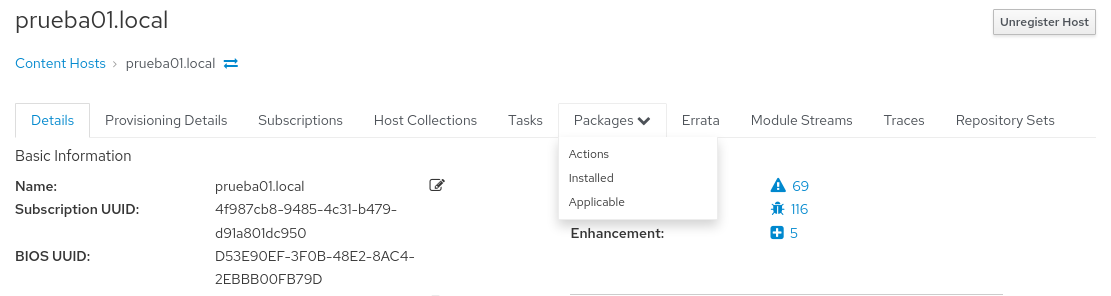 prueba01.local
Unregister Host
Content Hosts › prueba01.local
Details Provisioning Details Subscriptions Host Collections Tasks Packages Errata Module Streams Traces Repository Sets
Basic Information
Actions
Installed
Applicable
Name: prueba01.local
Subscription UUID: 4f987cb8-9485-4c31-b479-
d91a801dc950
BIOS UUID: D53E90EF-3F0B-48E2-8AC4-
2EBBB00FB79D
69
116
Enhancement: 5